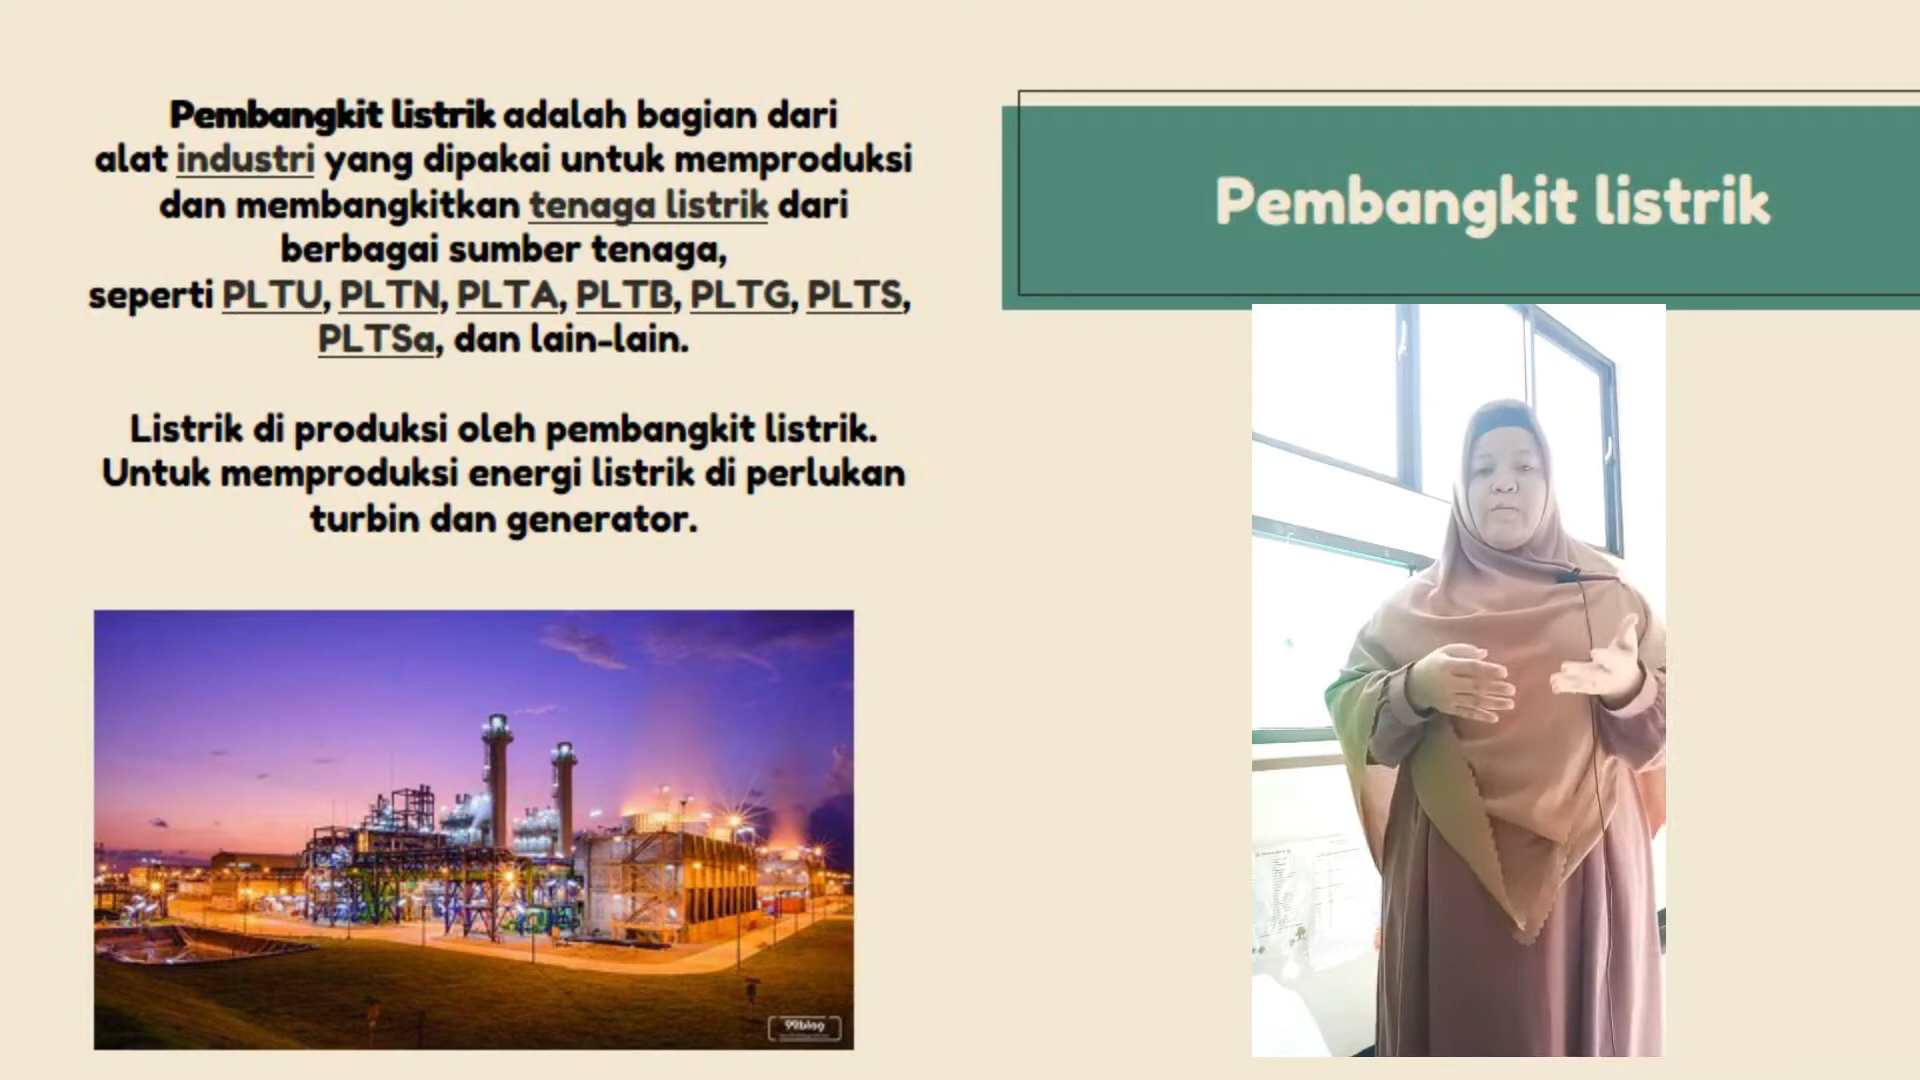 Pembangkit listrik adalah bagian dari
alat industri yang dipakai untuk memproduksi
dan membangkitkan tenaga listrik dari
berbagai sumber tenaga,
seperti PLTU, PLTN, PLTA, PLTB, PLTG, PLTS,
PLTSa, dan lain-lain.
Listrik di produksi oleh pembangkit listrik.
Untuk memproduksi energi listrik di perlukan
turbin dan generator.
Pembangkit listrik
99blog